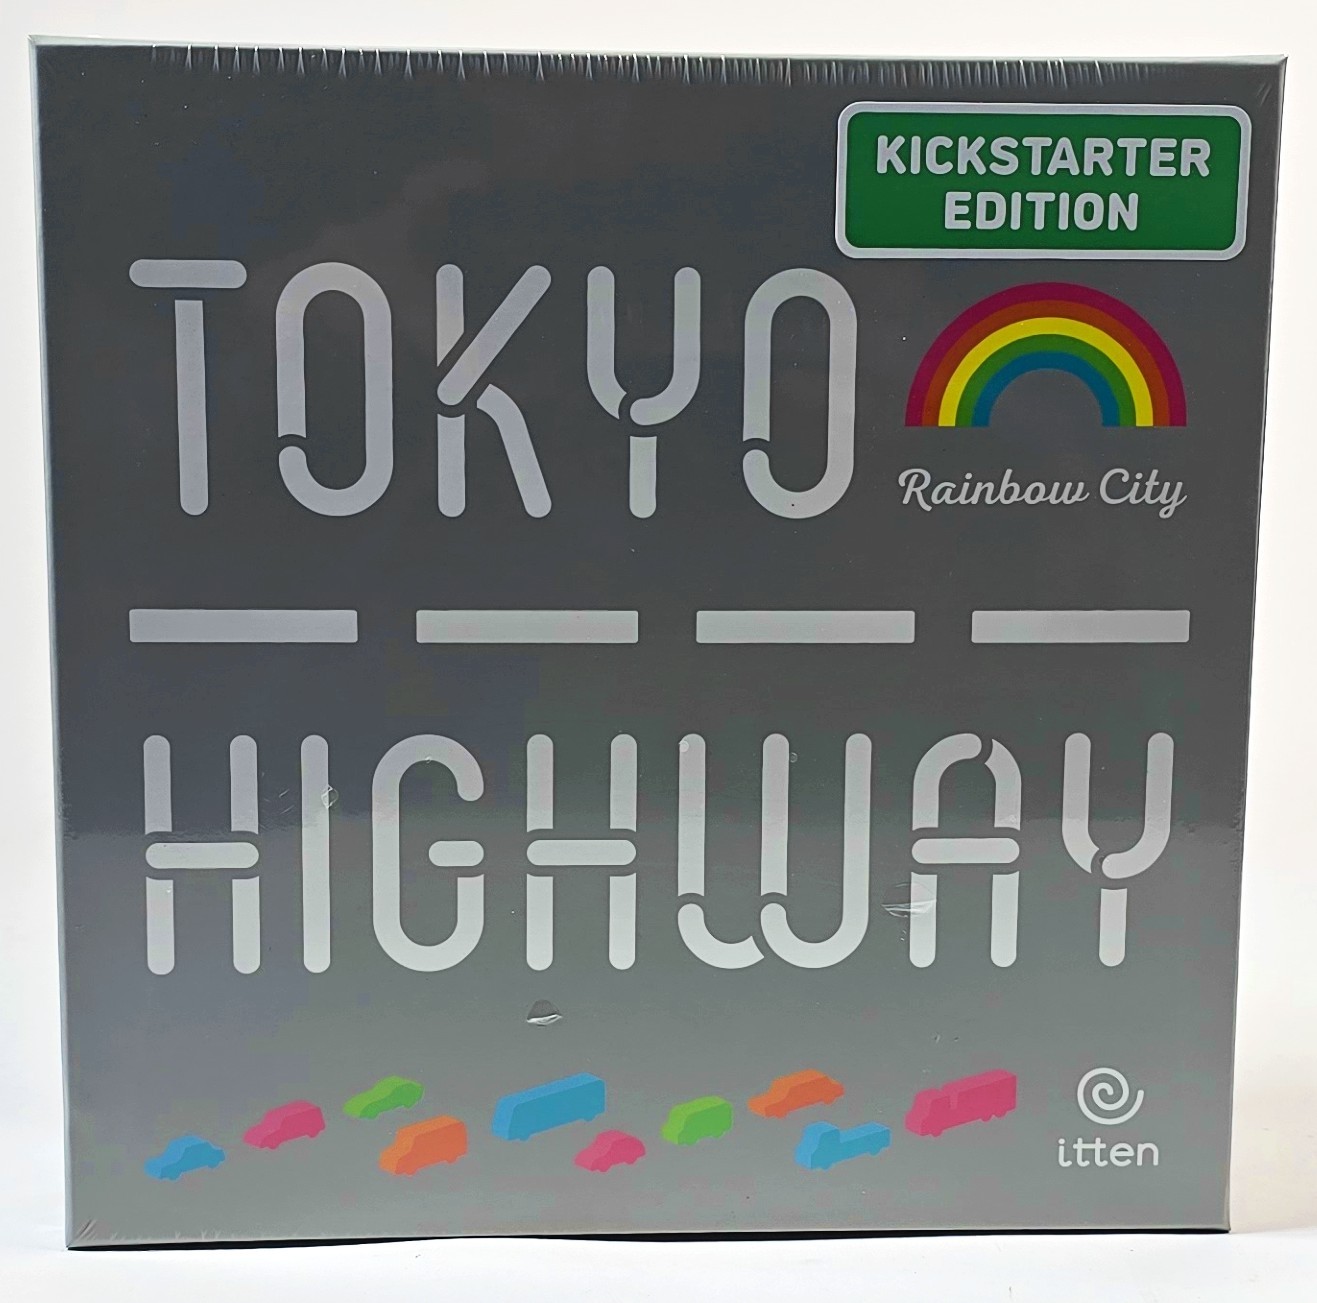 KICKSTARTER
EDITION
TOKYO
Rainbow City
HIGHWAY
itten